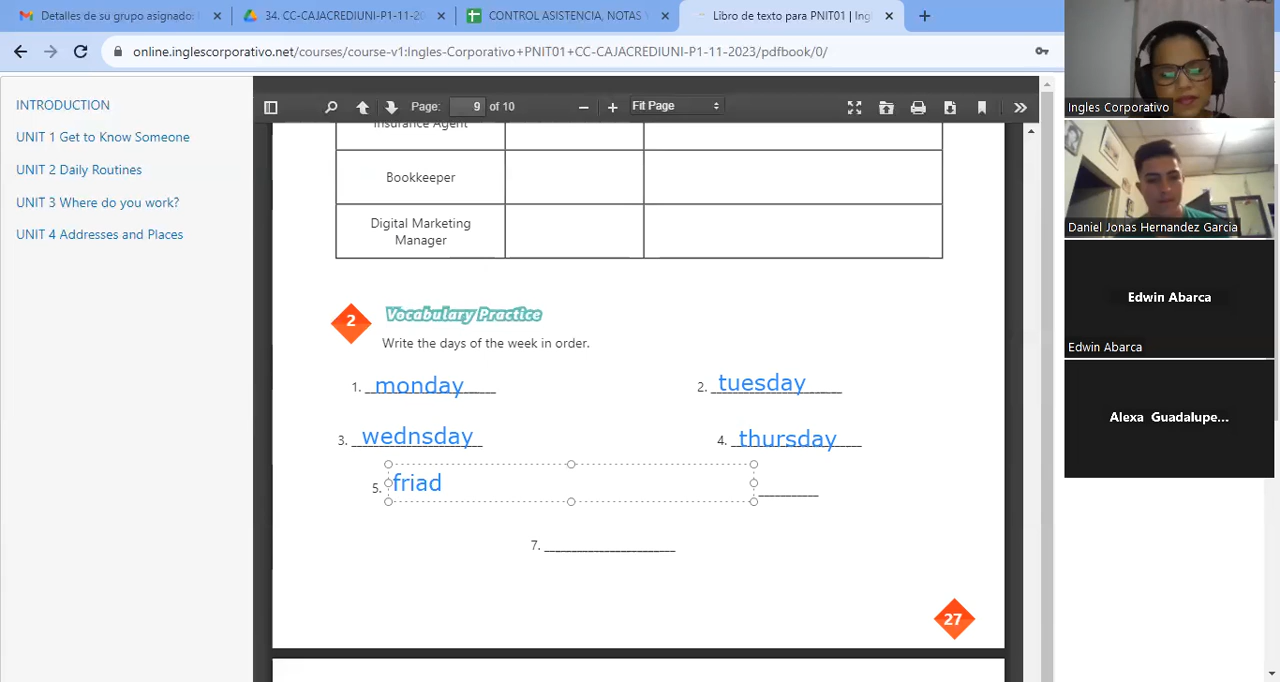 Detalles de su grupo asignado: I
34. CC-CAJACREDIUNI-P1-11-20
CONTROL ASISTENCIA, NOTAS Y
Libro de texto para PNIT01 | Ingl
online.inglescorporativo.net/courses/course-v1:Ingles-Corporativo+PNIT01+CC-CAJACREDIUNI-P1-11-2023/pdfbook/0/
INTRODUCTION
UNIT 1 Get to Know Someone
UNIT 2 Daily Routines
UNIT 3 Where do you work?
UNIT 4 Addresses and Places
Page: 9 of 10
Fit Page
Insurance Agent
Bookkeeper
Digital Marketing
Manager
2
Vocabulary Practice
Write the days of the week in order.
1. monday
2. tuesday
3. wednsday
4. thursday
5. friad
7.
27
Ingles Corporativo
Daniel Jonas Hernandez Garcia
Edwin Abarca
Edwin Abarca
Alexa Guadalupe...